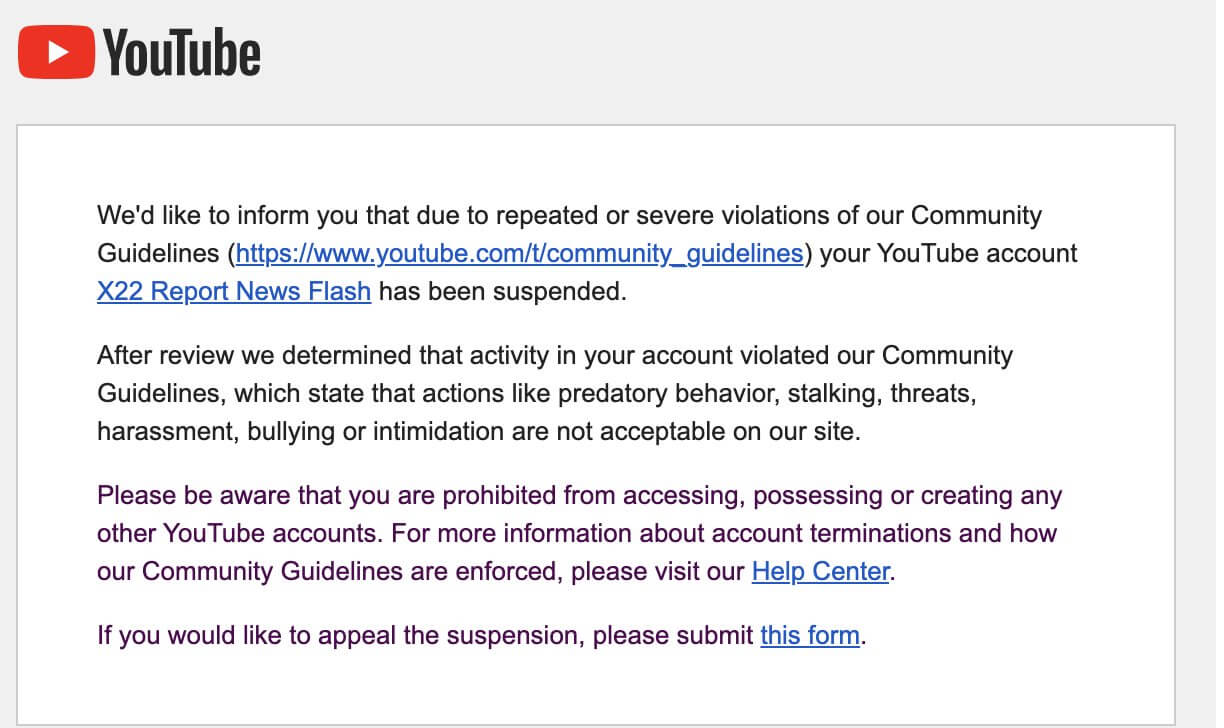 YouTube
We'd like to inform you that due to repeated or severe violations of our Community
Guidelines (https://www.youtube.com/t/community_guidelines) your YouTube account
X22 Report News Flash has been suspended.
After review we determined that activity in your account violated our Community
Guidelines, which state that actions like predatory behavior, stalking, threats,
harassment, bullying or intimidation are not acceptable on our site.
Please be aware that you are prohibited from accessing, possessing or creating any
other YouTube accounts. For more information about account terminations and how
our Community Guidelines are enforced, please visit our Help Center.
If you would like to appeal the suspension, please submit this form.